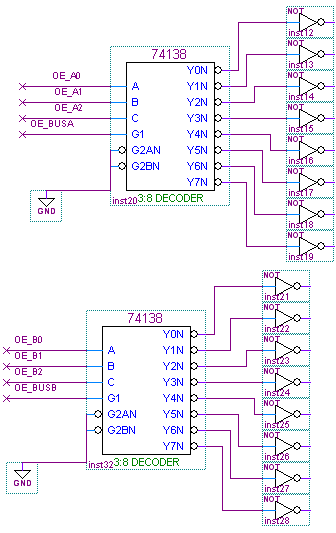 NOT
inst12
NOT
inst13
NOT
inst14
NOT
inst15
NOT
inst16
NOT
inst17
NOT
inst18
NOT
inst19
74138
OE_A0 A Y0N
OE_A1 B Y1N
OE_A2 C Y2N
OE_BUSA G1 Y3N
G2AN Y4N
G2BN Y5N
Y6N
Y7N
GND
inst20 3:8 DECODER
NOT
inst21
NOT
inst22
NOT
inst23
NOT
inst24
NOT
inst25
NOT
inst26
NOT
inst27
NOT
inst28
74138
Y0N
OE_B0 A Y1N
OE_B1 B Y2N
OE_B2 C Y3N
OE_BUSB G1 Y4N
G2AN Y5N
G2BN Y6N
Y7N
GND
inst32 3:8 DECODER